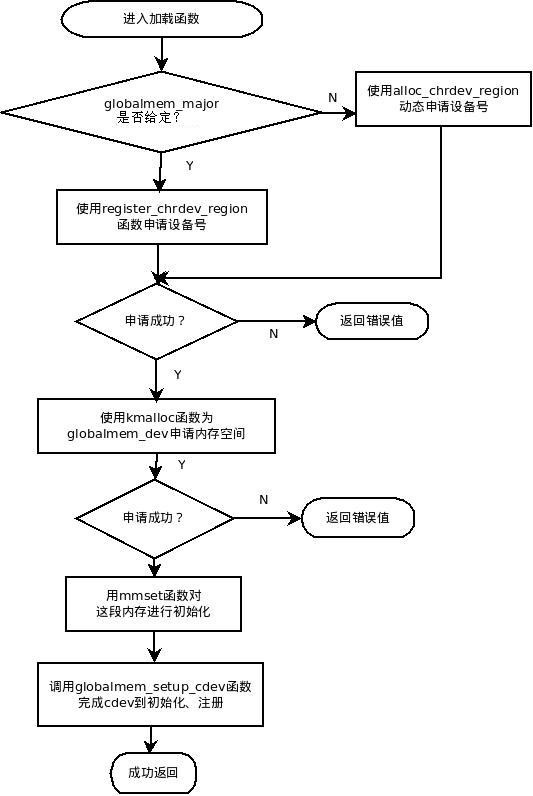 进入加载函数
globalmem_major
是否给定？
N
使用alloc_chrdev_region
动态申请设备号
Y
使用register_chrdev_region
函数申请设备号
申请成功？
N
返回错误值
Y
使用kmalloc函数为
globalmem_dev申请内存空间
Y
申请成功？
N
返回错误值
用mmset函数对
这段内存进行初始化
调用globalmem_setup_cdev函数
完成cdev到初始化、注册
成功返回